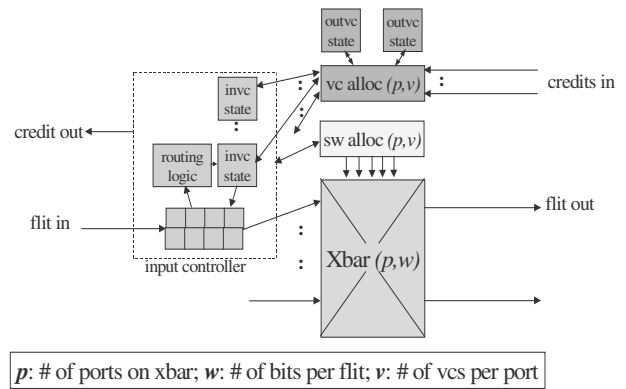 outvc
state
outvc
state
vc alloc (p,v)
credits in
invc
state
credit out
sw alloc (p,v)
routing
logic
invc
state
flit in
flit out
Xbar (p,w)
input controller
p: # of ports on xbar; w: # of bits per flit; v: # of vcs per port